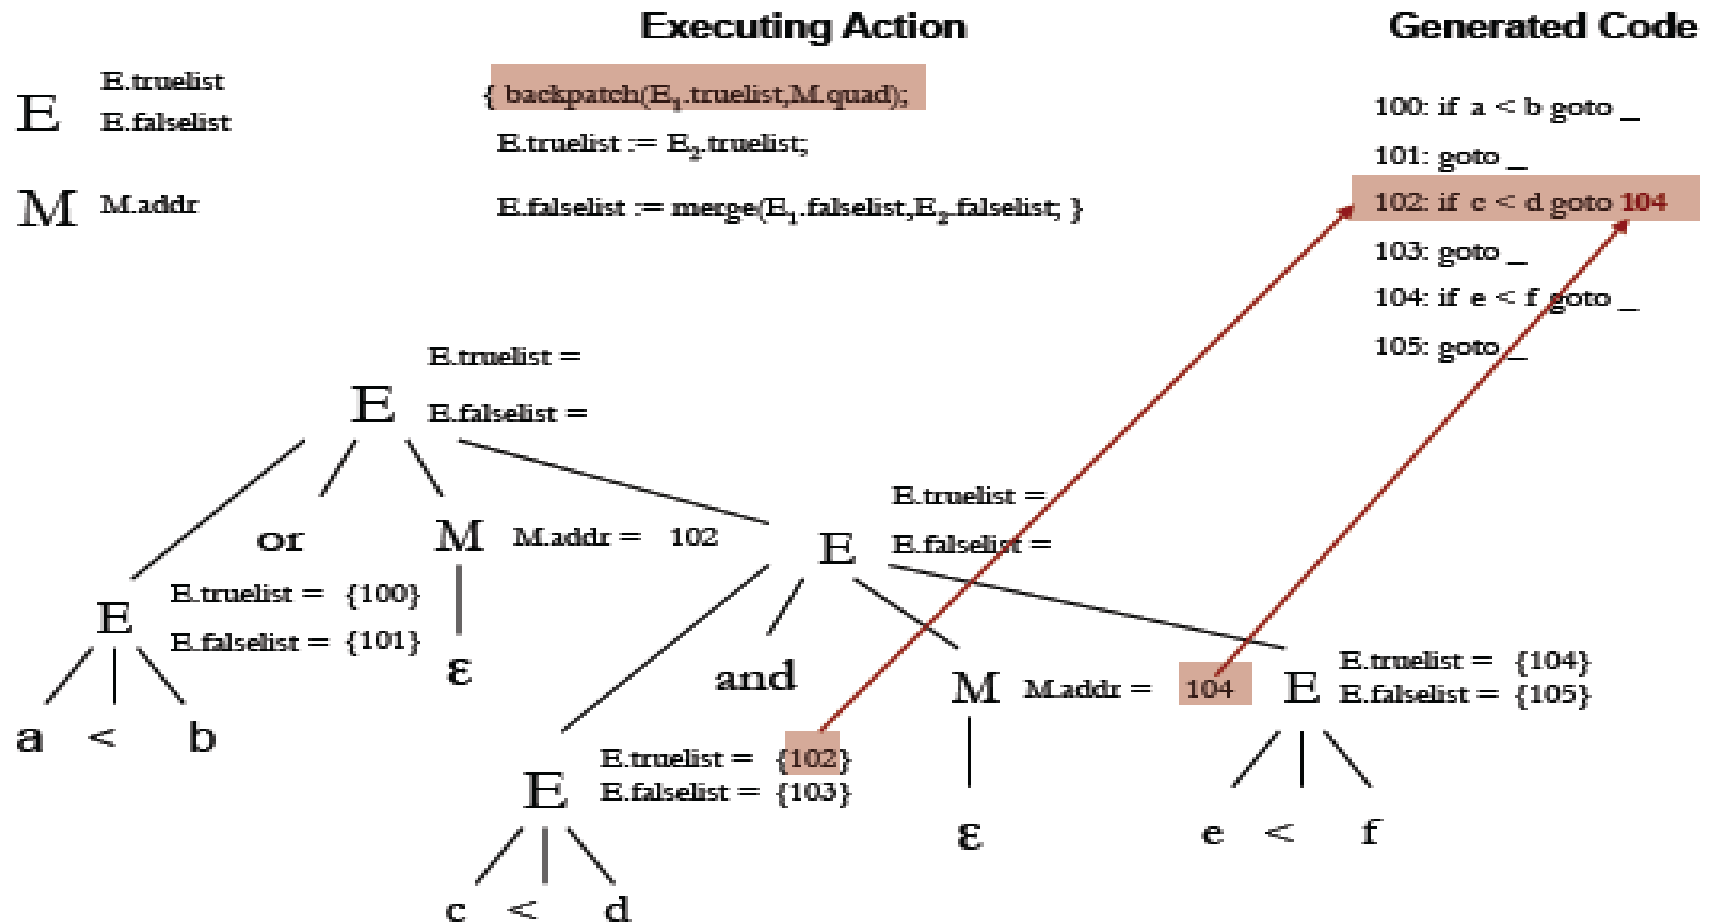 Executing Action
Generated Code
E
E.truelist
E.falselist
M
M.addr
{ backpatch(E1.truelist,M.quad);
E.truelist := E2.truelist;
E.falselist := merge(E1.falselist,E2.falselist; }
100: if a < b goto _
101: goto _
102: if c < d goto 104
103: goto _
104: if e < f goto _
105: goto _
E
E.truelist =
E.falselist =
or
M
M.addr = 102
E
E.truelist =
E.falselist =
E
E.truelist = {100}
E.falselist = {101}
ε
a < b
and
M
M.addr = 104
E
E.truelist = {104}
E.falselist = {105}
E
E.truelist = {102}
E.falselist = {103}
ε
e < f
c < d